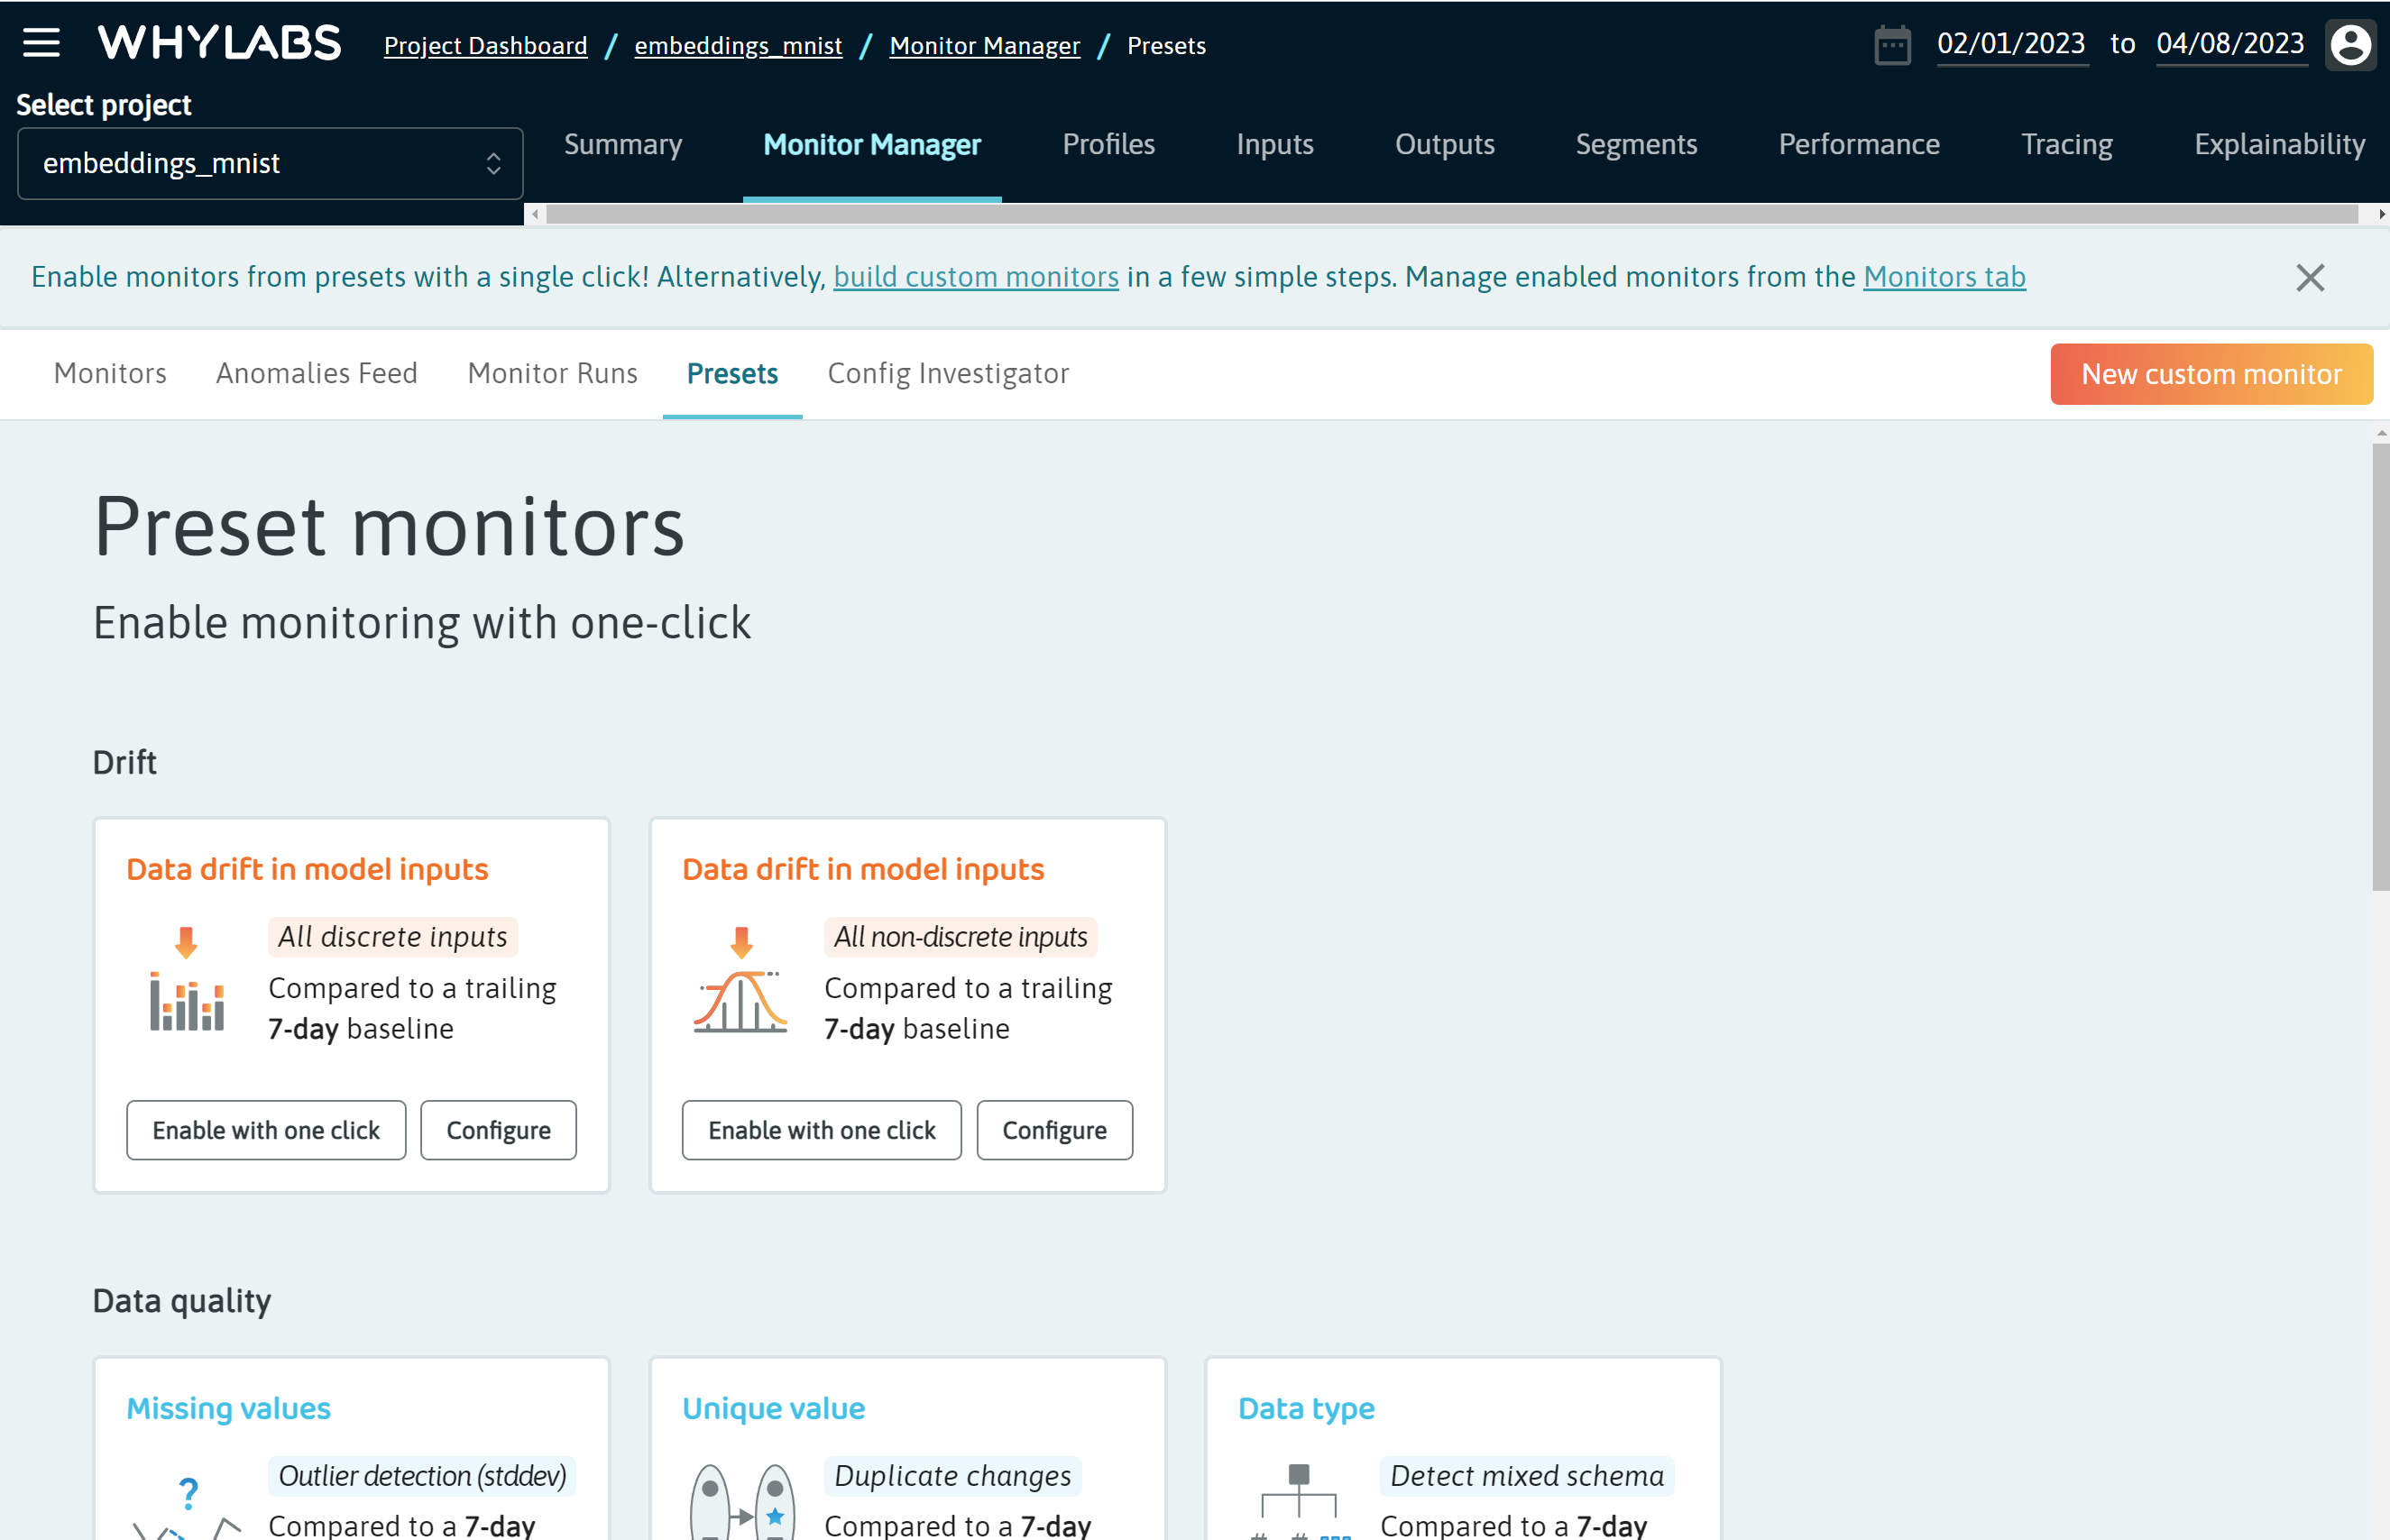 WHYLABS
Project Dashboard / embeddings_mnist / Monitor Manager / Presets
02/01/2023 to 04/08/2023
Select project
embeddings_mnist
Summary
Monitor Manager
Profiles
Inputs
Outputs
Segments
Performance
Tracing
Explainability
Enable monitors from presets with a single click! Alternatively, build custom monitors in a few simple steps. Manage enabled monitors from the Monitors tab
Monitors
Anomalies Feed
Monitor Runs
Presets
Config Investigator
New custom monitor
Preset monitors
Enable monitoring with one-click
Drift
Data drift in model inputs
All discrete inputs
Compared to a trailing
7-day baseline
Enable with one click
Configure
Data drift in model inputs
All non-discrete inputs
Compared to a trailing
7-day baseline
Enable with one click
Configure
Data quality
Missing values
?
Outlier detection (stddev)
Compared to a 7-day
Unique value
Duplicate changes
Compared to a 7-day
Data type
Detect mixed schema
Compared to a 7-day